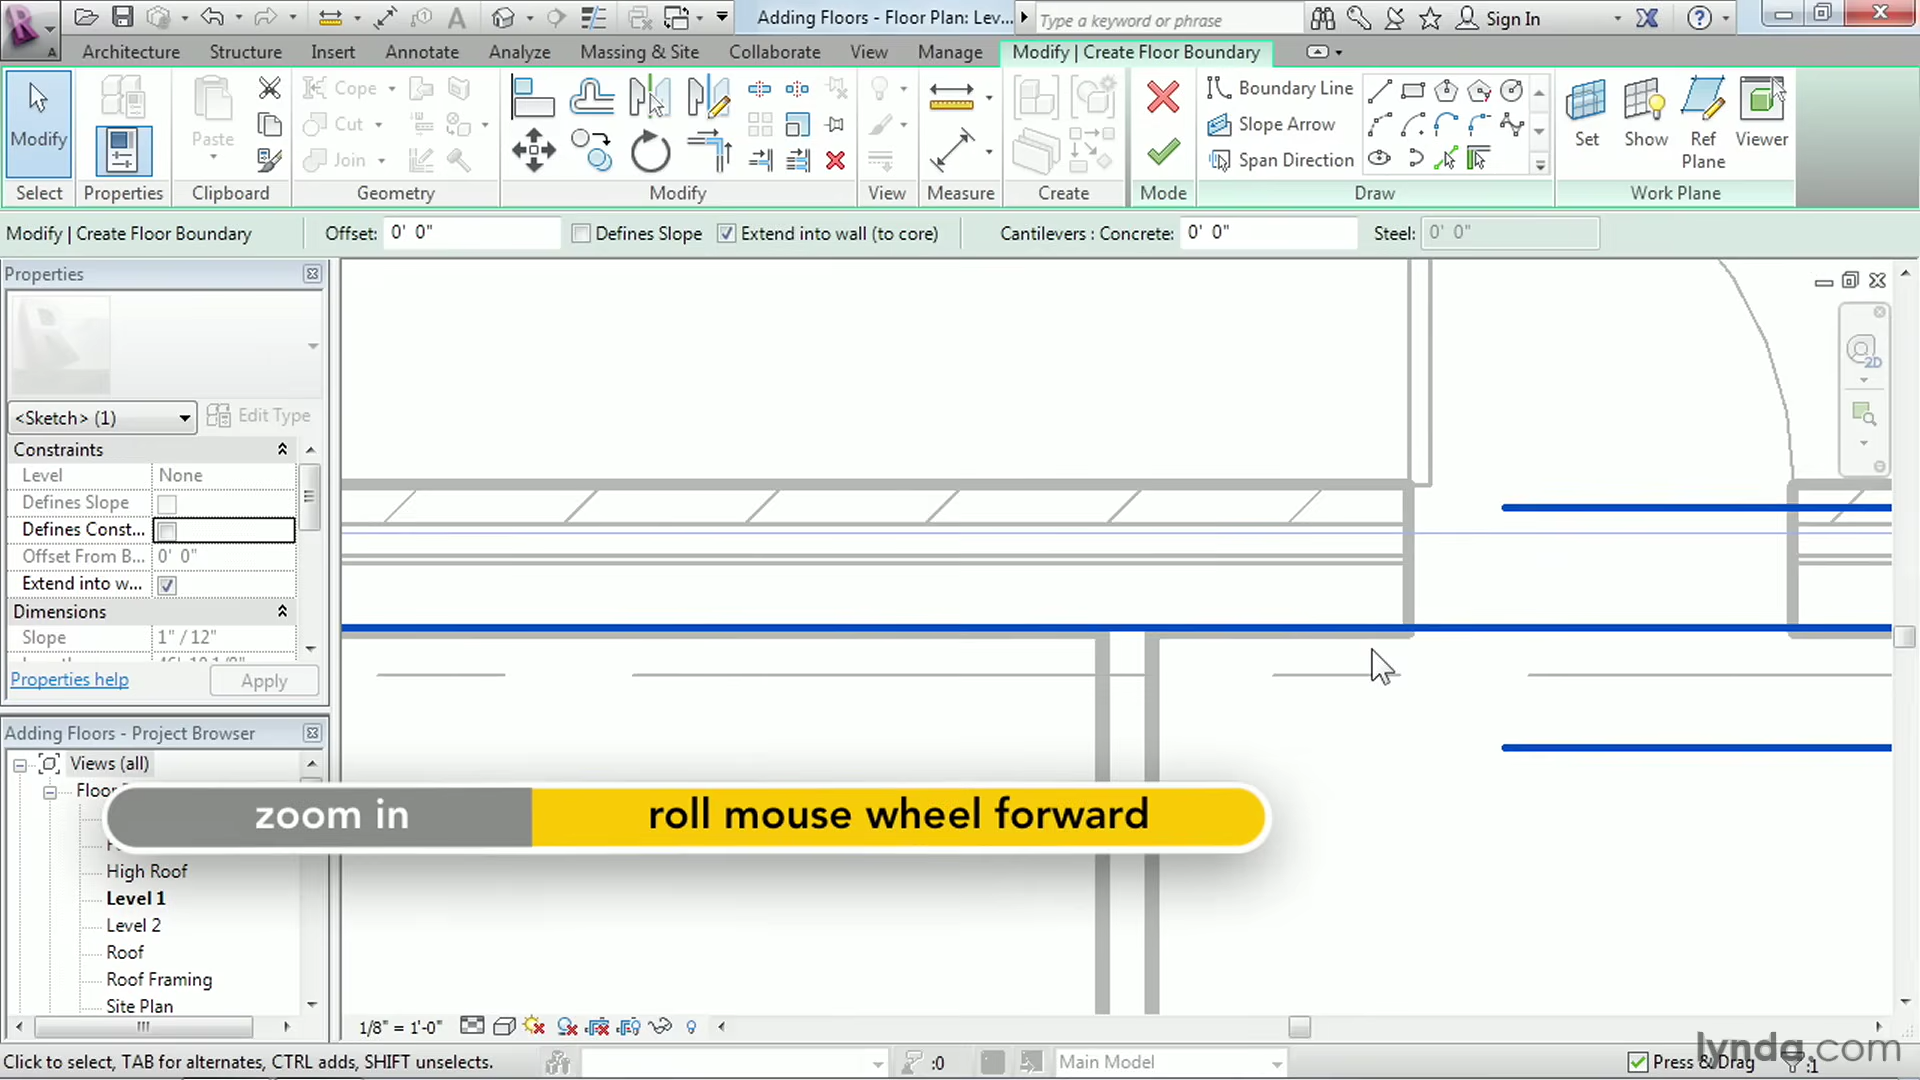 Adding Floors - Floor Plan: Lev...
Type a keyword or phrase
Sign In
Architecture
Structure
Insert
Annotate
Analyze
Massing & Site
Collaborate
View
Manage
Modify | Create Floor Boundary
Modify
Paste
Cope
Cut
Join
Boundary Line
Slope Arrow
Span Direction
Set
Show
Ref Plane
Viewer
Select
Properties
Clipboard
Geometry
Modify
View
Measure
Create
Mode
Draw
Work Plane
Modify | Create Floor Boundary
Offset: 0' 0"
Defines Slope
Extend into wall (to core)
Cantilevers : Concrete: 0' 0"
Steel: 0' 0"
Properties
<Sketch> (1)
Edit Type
Constraints
Level None
Defines Slope
Defines Const...
Offset From B... 0' 0"
Extend into w...
Dimensions
Slope 1" / 12"
Properties help
Apply
Adding Floors - Project Browser
Views (all)
Floor
zoom in
roll mouse wheel forward
High Roof
Level 1
Level 2
Roof
Roof Framing
Site Plan
1/8" = 1'-0"
2D
Click to select, TAB for alternates, CTRL adds, SHIFT unselects.
:0
Main Model
Press & Drag
:1
lynda.com